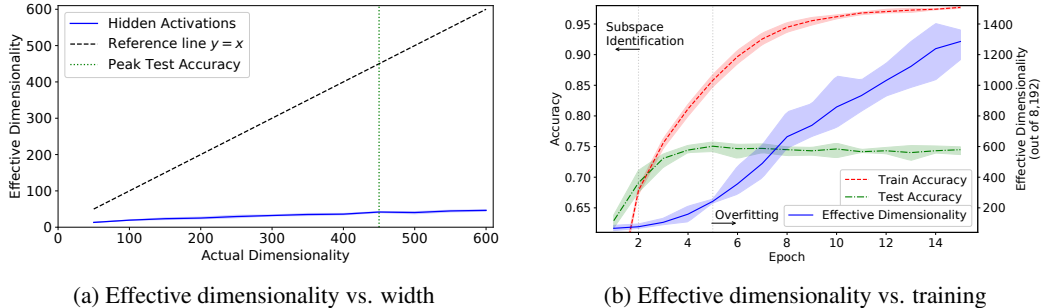 Effective Dimensionality
600
500
400
300
200
100
0
0
100
200
300
400
500
600
Actual Dimensionality
Hidden Activations
Reference line y = x
Peak Test Accuracy
(a) Effective dimensionality vs. width
Accuracy
0.95
0.90
0.85
0.80
0.75
0.70
0.65
Subspace
Identification
Overfitting
Train Accuracy
Test Accuracy
Effective Dimensionality
2
4
6
8
10
12
14
Epoch
1400
1200
1000
800
600
400
200
Effective Dimensionality
(out of 8,192)
(b) Effective dimensionality vs. training